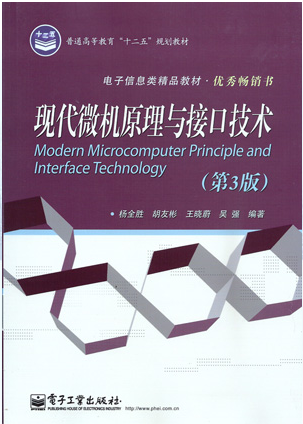 十二五
普通高等教育“十二五”规划教材
电子信息类精品教材·优秀畅销书
现代微机原理与接口技术
Modern Microcomputer Principle and
Interface Technology
(第3版)
• 杨全胜 胡友彬 王晓蔚 吴强 编著
电子工业出版社
PUBLISHING HOUSE OF ELECTRONICS INDUSTRY http://www.phei.com.cn